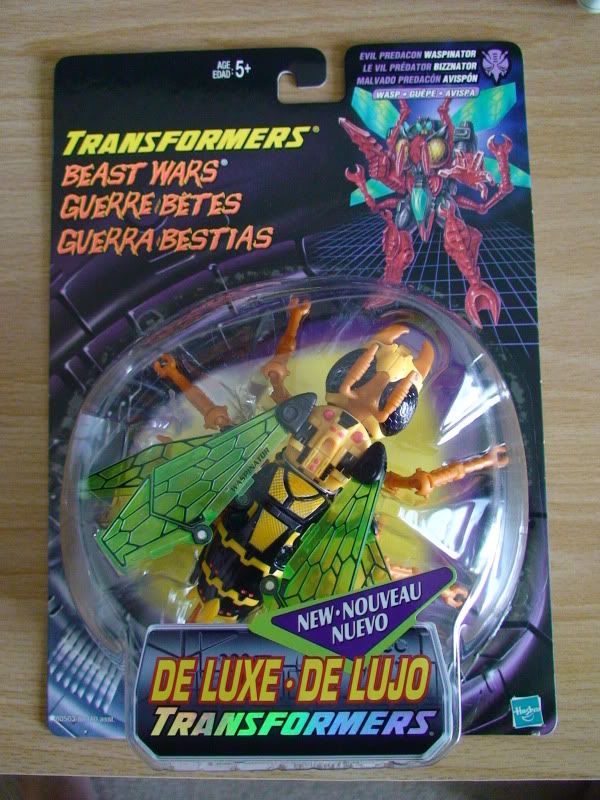 AGE
EDAD: 5+
EVIL PREDACON WASPINATOR
LE VIL PRÉDATOR BIZZNATOR
MALVADO PREDACÓN AVISPÓN
WASP • GUÊPE • AVISPA
TRANSFORMERS®
BEAST WARS®
GUERRE BÊTES
GUERRA BESTIAS
WASPINATOR
NEW • NOUVEAU
NUEVO
DE LUXE • DE LUJO
TRANSFORMERS®
Hasbro